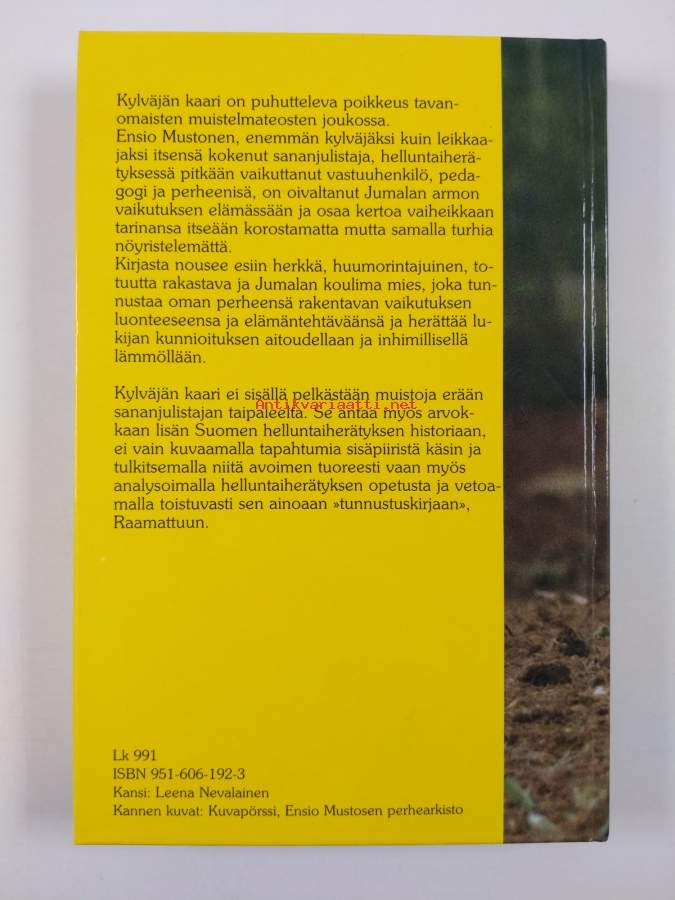 Kylväjän kaari on puhutteleva poikkeus tavan-
omaisten muistelmateosten joukossa.
Ensio Mustonen, enemmän kylväjäksi kuin leikkaa-
jaksi itsensä kokenut sananjulistaja, helluntaiherä-
tyksessä pitkään vaikuttanut vastuuhenkilö, peda-
gogi ja perheenisä, on oivaltanut Jumalan armon
vaikutuksen elämässään ja osaa kertoa vaiheikkaan
tarinansa itseään korostamatta mutta samalla turhia
nöyristelemättä.
Kirjasta nousee esiin herkkä, huumorintajuinen, to-
tuutta rakastava ja Jumalan koulima mies, joka tun-
nustaa oman perheensä rakentavan vaikutuksen
luonteeseensa ja elämäntehtäväänsä ja herättää lu-
kijan kunnioituksen aitoudellaan ja inhimillisellä
lämmöllään.
Kylväjän kaari ei sisällä pelkästään muistoja erään
sananjulistajan taipaleelta. Se antaa myös arvok-
Antikvariaatti.net
kaan lisän Suomen helluntaiherätyksen historiaan,
ei vain kuvaamalla tapahtumia sisäpiiristä käsin ja
tulkitsemalla niitä avoimen tuoreesti vaan myös
analysoimalla helluntaiherätyksen opetusta ja vetoa-
malla toistuvasti sen ainoaan »tunnustuskirjaan»,
Raamattuun.
Lk 991
ISBN 951-606-192-3
Kansi: Leena Nevalainen
Kannen kuvat: Kuvapörssi, Ensio Mustosen perhearkisto